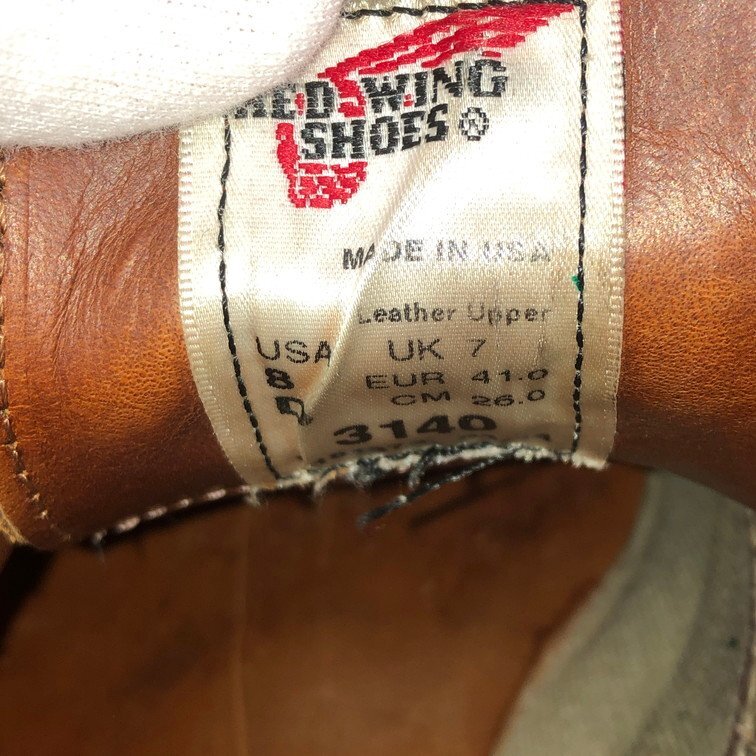 RED WING
SHOES ®
MADE IN USA
Leather Upper
USA UK 7
8 EUR 41.0
D CM 26.0
3140